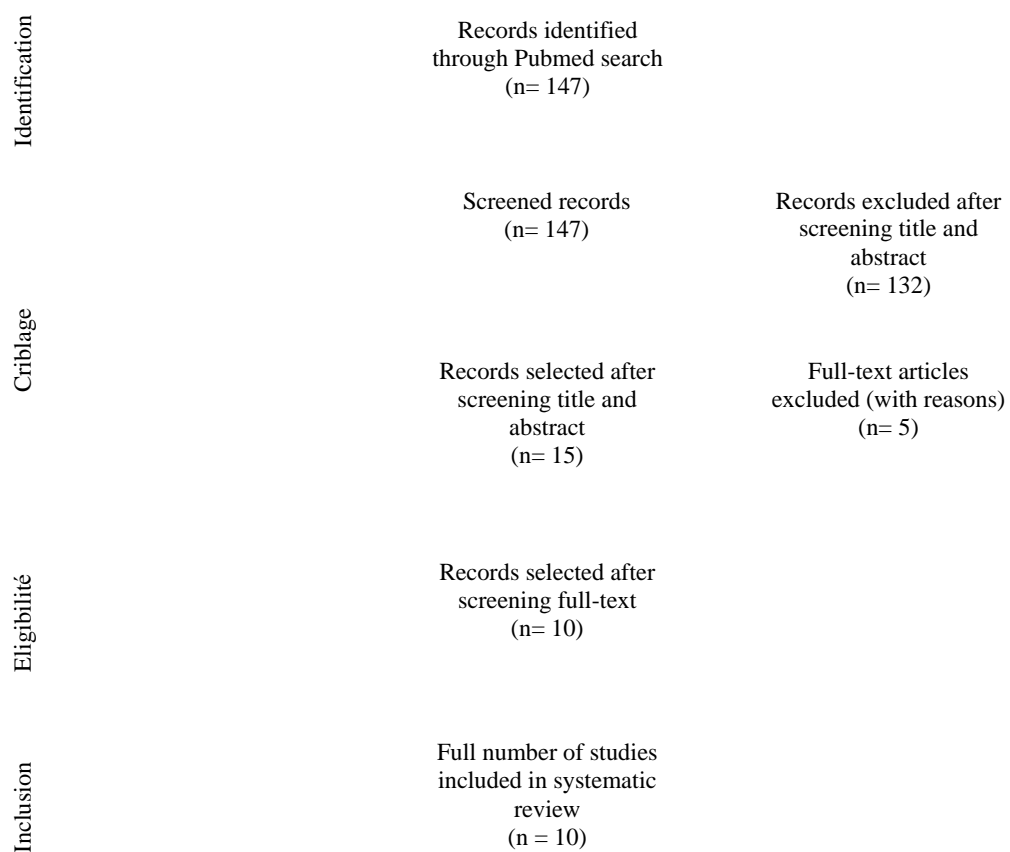 Identification
Records identified
through Pubmed search
(n= 147)
Criblage
Screened records
(n= 147)
Records excluded after
screening title and
abstract
(n= 132)
Records selected after
screening title and
abstract
(n= 15)
Full-text articles
excluded (with reasons)
(n= 5)
Eligibilité
Records selected after
screening full-text
(n= 10)
Inclusion
Full number of studies
included in systematic
review
(n = 10)